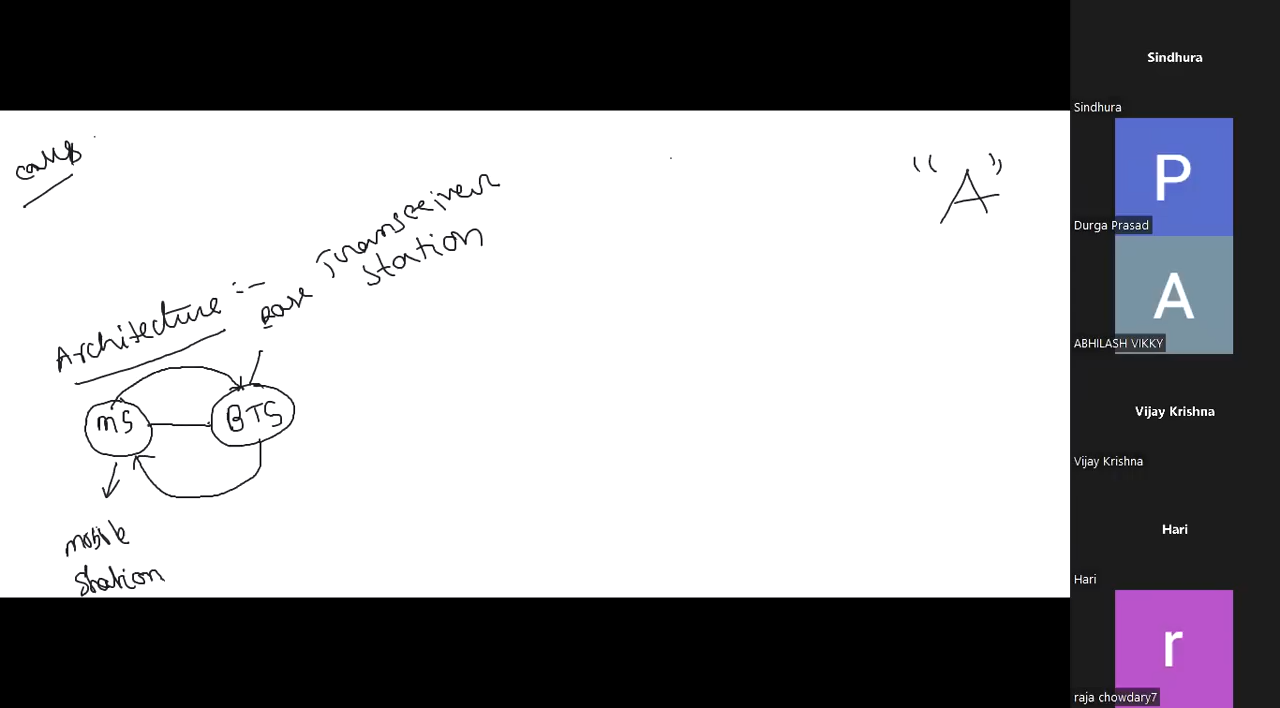 calls
"A"
Architecture :-
Base Transceiver
Station
MS
BTS
mobile
Station
Sindhura
Sindhura
P
Durga Prasad
A
ABHILASH VIKKY
Vijay Krishna
Vijay Krishna
Hari
Hari
r
raja chowdary7